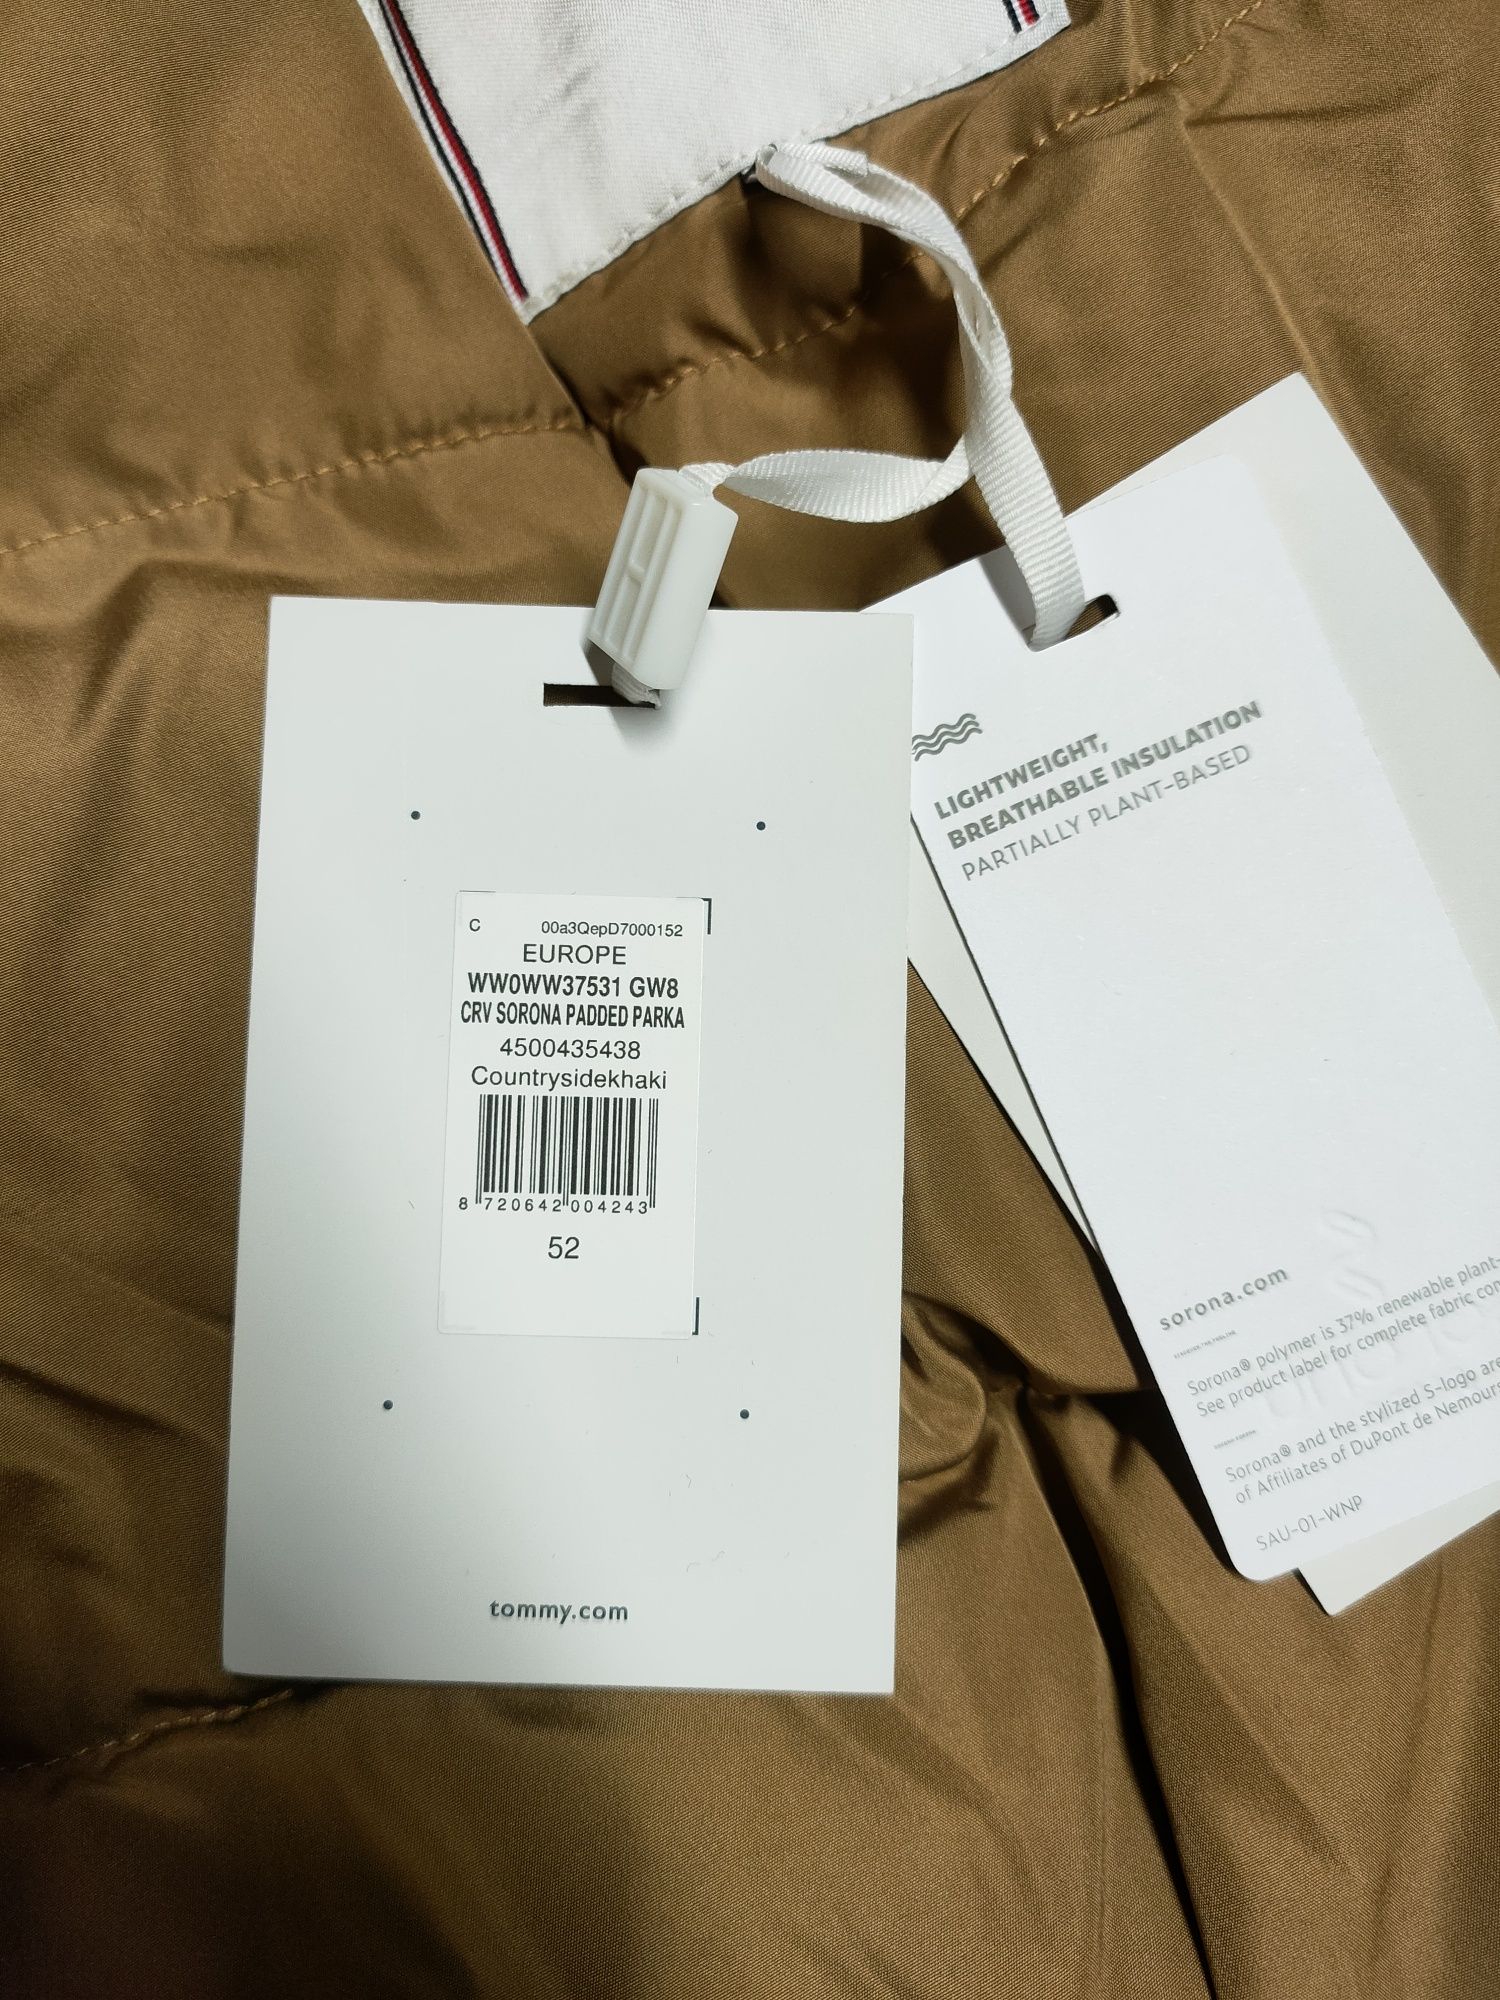 C 00a3QepD7000152
EUROPE
WW0WW37531 GW8
CRV SORONA PADDED PARKA
4500435438
Countrysidekhaki
8 720642 004243
52
tommy.com
LIGHTWEIGHT,
BREATHABLE INSULATION
PARTIALLY PLANT-BASED
sorona.com
Sorona® polymer is 37% renewable plant-
See product label for complete fabric con
Sorona® and the stylized S-logo are
of Affiliates of DuPont de Nemours
SAU-01-WNP